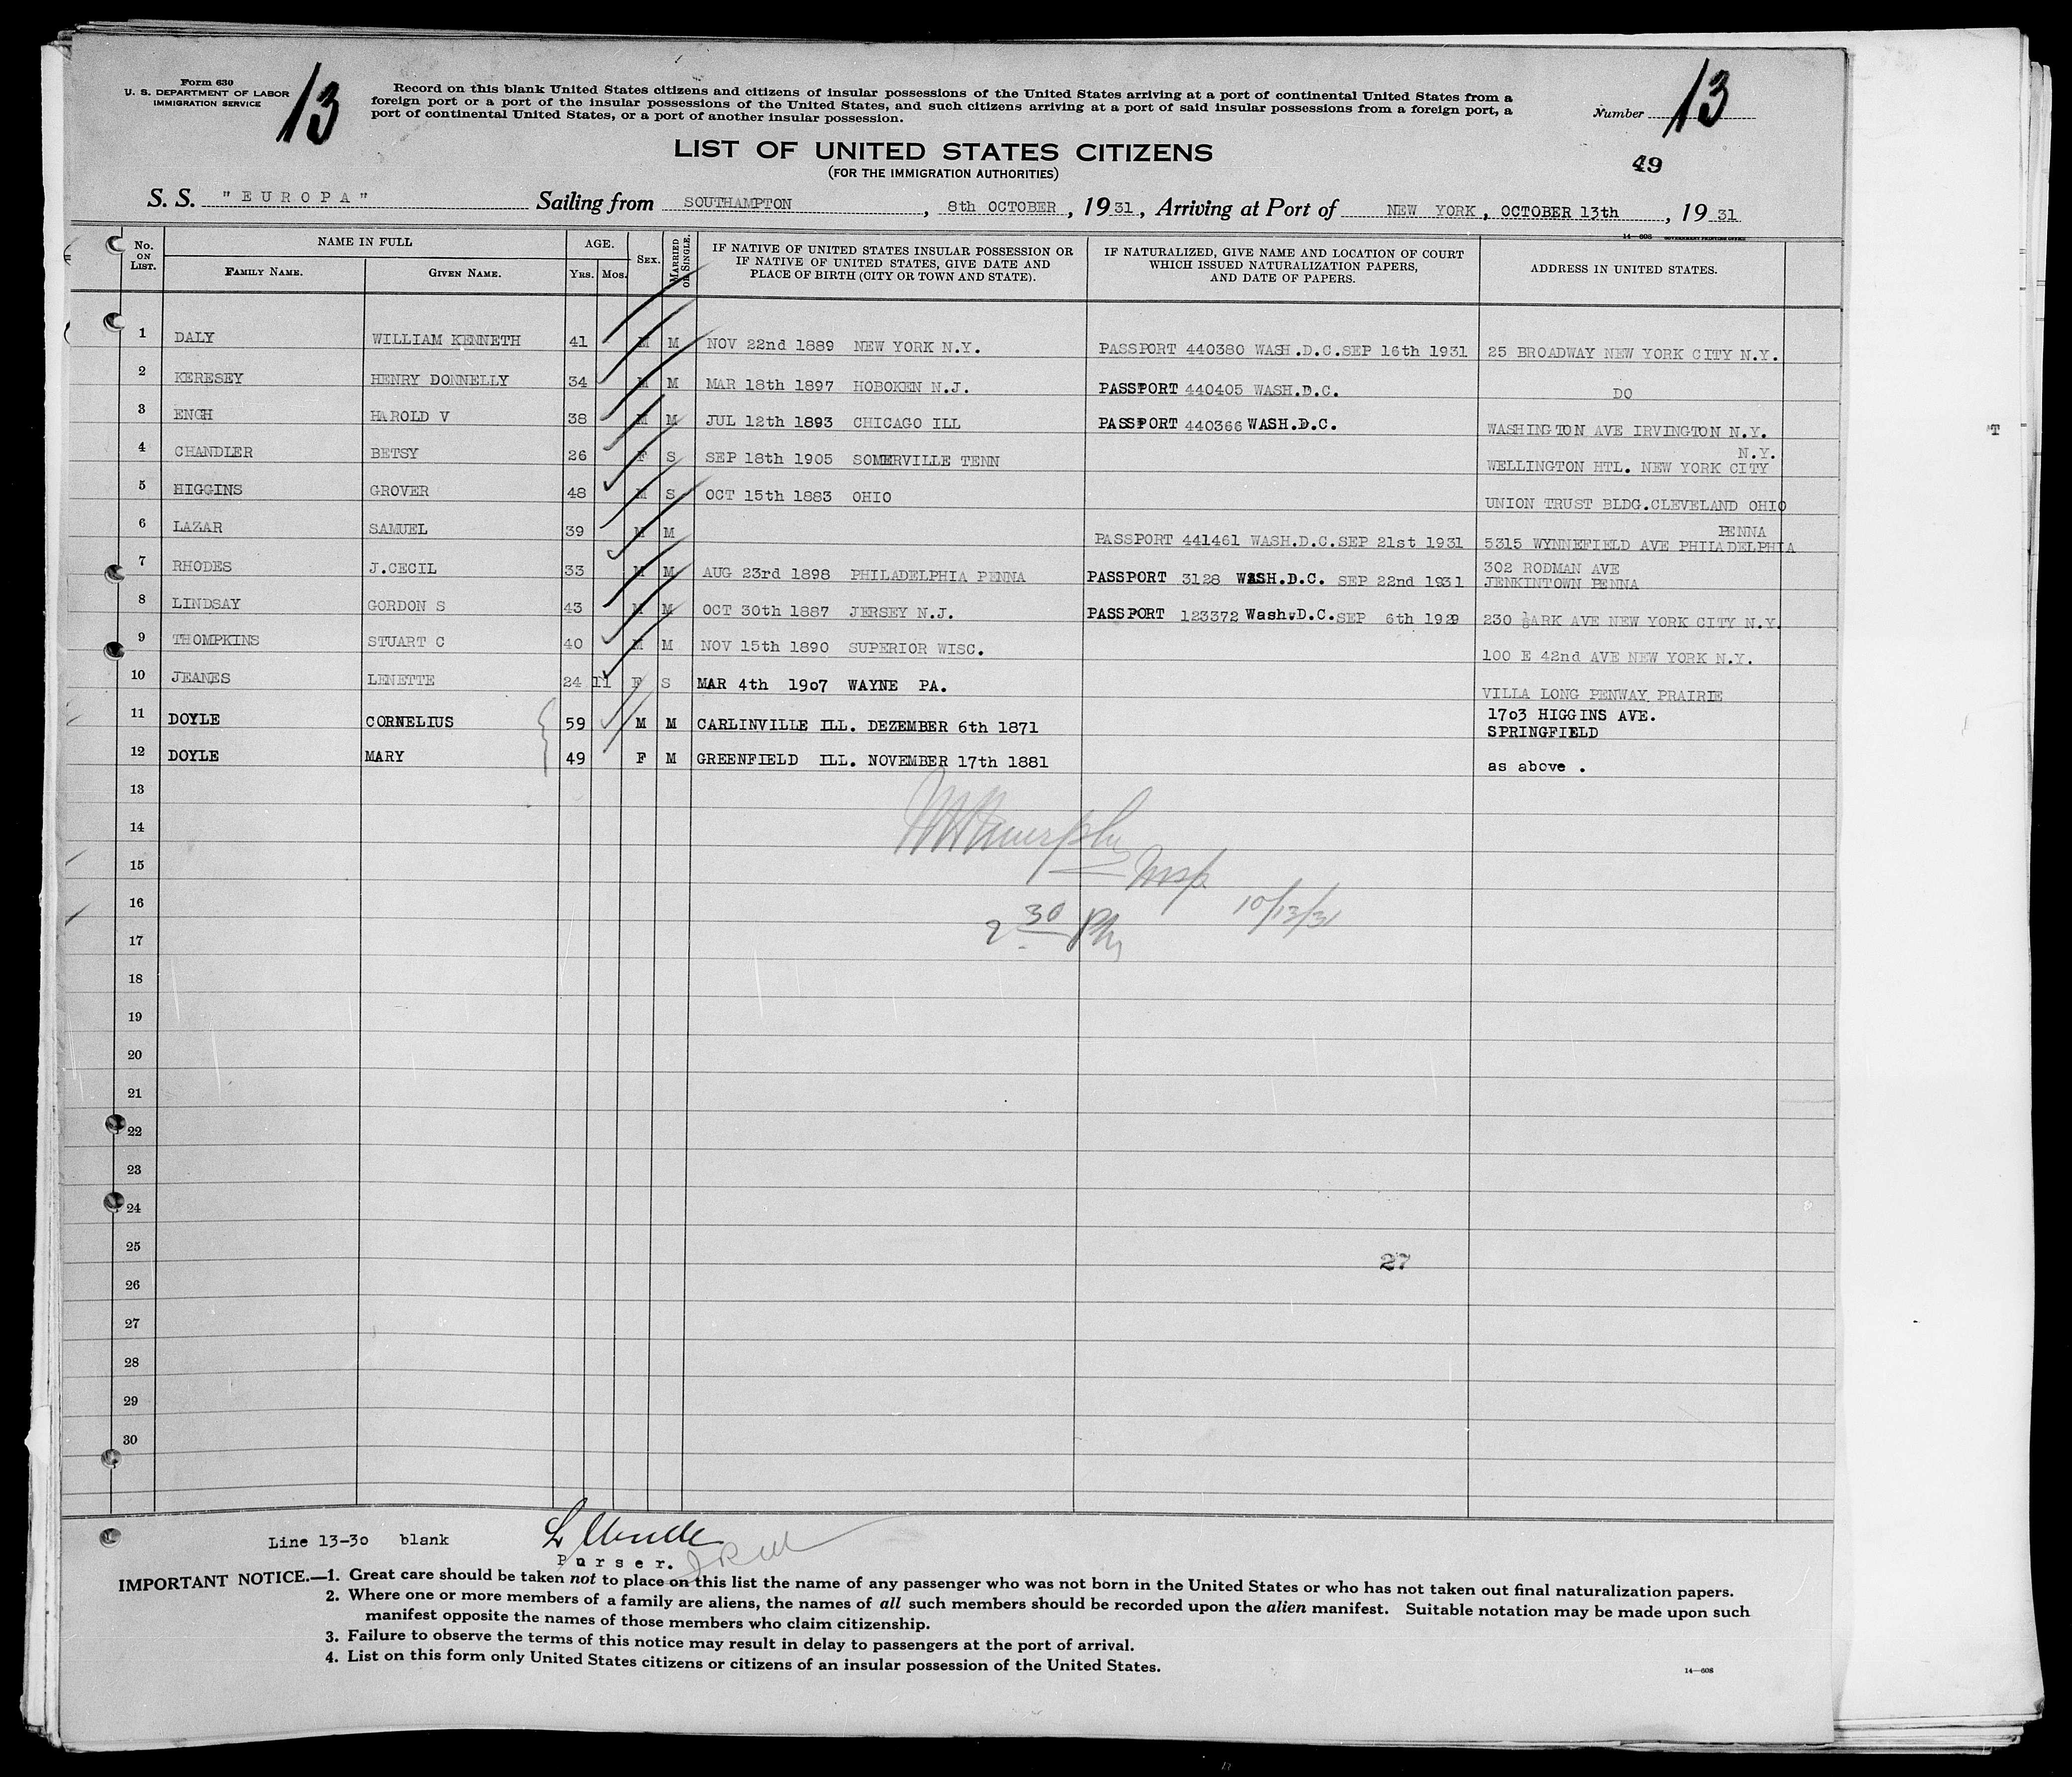 Form 630
U. S. DEPARTMENT OF LABOR
IMMIGRATION SERVICE
13
Record on this blank United States citizens and citizens of insular possessions of the United States arriving at a port of continental United States from a
foreign port or a port of the insular possessions of the United States, and such citizens arriving at a port of said insular possessions from a foreign port, a
port of continental United States, or a port of another insular possession.
Number 13
LIST OF UNITED STATES CITIZENS
(FOR THE IMMIGRATION AUTHORITIES)
49
S. S. "EUROPA" Sailing from SOUTHAMPTON, 8th OCTOBER, 1931, Arriving at Port of NEW YORK, OCTOBER 13th, 1931
14—608 GOVERNMENT PRINTING OFFICE
No. ON LIST. NAME IN FULL FAMILY NAME. GIVEN NAME. AGE. YRS. MOS. SEX. MARRIED OR SINGLE. IF NATIVE OF UNITED STATES INSULAR POSSESSION OR IF NATIVE OF UNITED STATES, GIVE DATE AND PLACE OF BIRTH (CITY OR TOWN AND STATE). IF NATURALIZED, GIVE NAME AND LOCATION OF COURT WHICH ISSUED NATURALIZATION PAPERS, AND DATE OF PAPERS. ADDRESS IN UNITED STATES.
1 DALY WILLIAM KENNETH 41 M M NOV 22nd 1889 NEW YORK N.Y. PASSPORT 440380 WASH.D.C.SEP 16th 1931 25 BROADWAY NEW YORK CITY N.Y.
2 KERESEY HENRY DONNELLY 34 M M MAR 18th 1897 HOBOKEN N.J. PASSPORT 440405 WASH.D.C. DO
3 ENGH HAROLD V 38 M M JUL 12th 1893 CHICAGO ILL PASSPORT 440366 WASH.D.C. WASHINGTON AVE IRVINGTON N.Y.
4 CHANDLER BETSY 26 F S SEP 18th 1905 SOMERVILLE TENN WELLINGTON HTL. NEW YORK CITY N.Y.
5 HIGGINS GROVER 48 M S OCT 15th 1883 OHIO UNION TRUST BLDG.CLEVELAND OHIO
6 LAZAR SAMUEL 39 M M PASSPORT 441461 WASH.D.C.SEP 21st 1931 5315 WYNNEFIELD AVE PHILADELPHIA PENNA
7 RHODES J.CECIL 33 M M AUG 23rd 1898 PHILADELPHIA PENNA PASSPORT 3128 WASH.D.C. SEP 22nd 1931 302 RODMAN AVE JENKINTOWN PENNA
8 LINDSAY GORDON S 43 M M OCT 30th 1887 JERSEY N.J. PASSPORT 123372 Wash.D.C.SEP 6th 1929 230 PARK AVE NEW YORK CITY N.Y.
9 THOMPKINS STUART C 40 M M NOV 15th 1890 SUPERIOR WISC. 100 E 42nd AVE NEW YORK N.Y.
10 JEANES LENETTE 24 11 F S MAR 4th 1907 WAYNE PA. VILLA LONG PENWAY PRAIRIE
11 DOYLE CORNELIUS 59 M M CARLINVILLE ILL. DEZEMBER 6th 1871 1703 HIGGINS AVE. SPRINGFIELD
12 DOYLE MARY 49 F M GREENFIELD ILL. NOVEMBER 17th 1881 as above .
13
14
Murphy
15
Insp
16
10/13/31
2 30 PM
17
18
19
20
21
22
23
24
25
27
26
27
28
29
30
Line 13-30 blank
Purser.
IMPORTANT NOTICE.—1. Great care should be taken not to place on this list the name of any passenger who was not born in the United States or who has not taken out final naturalization papers.
2. Where one or more members of a family are aliens, the names of all such members should be recorded upon the alien manifest. Suitable notation may be made upon such
manifest opposite the names of those members who claim citizenship.
3. Failure to observe the terms of this notice may result in delay to passengers at the port of arrival.
4. List on this form only United States citizens or citizens of an insular possession of the United States.
14—608